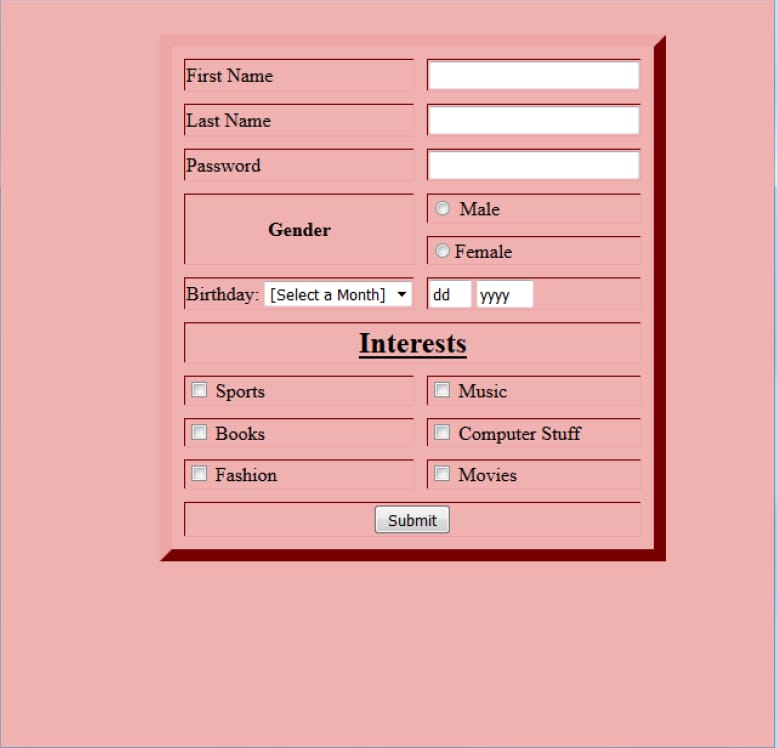 First Name
Last Name
Password
Gender
Male
Female
Birthday: [Select a Month] dd yyyy
Interests
Sports Music
Books Computer Stuff
Fashion Movies
Submit